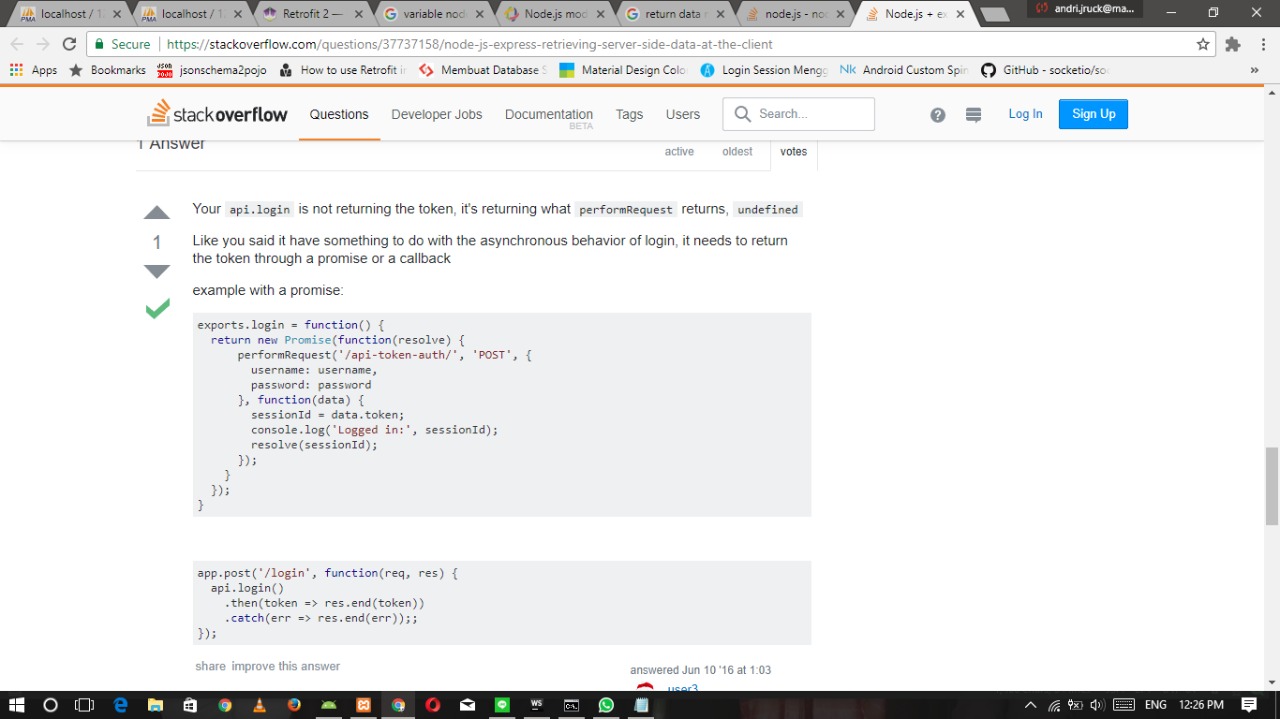 localhost / 12
localhost / 12
Retrofit 2 —
variable nod
Node.js mod
return data n
node.js - nod
Node.js + ex
andri.jruck@ma...
Secure https://stackoverflow.com/questions/37737158/node-js-express-retrieving-server-side-data-at-the-client
Apps Bookmarks jsonschema2pojo How to use Retrofit in Membuat Database S Material Design Colo Login Session Mengg Android Custom Spin GitHub - socketio/so »
stackoverflow Questions Developer Jobs Documentation BETA Tags Users Search... Log In Sign Up
1 Answer active oldest votes
Your api.login is not returning the token, it's returning what performRequest returns, undefined
1
Like you said it have something to do with the asynchronous behavior of login, it needs to return
the token through a promise or a callback
example with a promise:
exports.login = function() {
return new Promise(function(resolve) {
performRequest('/api-token-auth/', 'POST', {
username: username,
password: password
}, function(data) {
sessionId = data.token;
console.log('Logged in:', sessionId);
resolve(sessionId);
});
}
});
}
app.post('/login', function(req, res) {
api.login()
.then(token => res.end(token))
.catch(err => res.end(err));;
});
share improve this answer
answered Jun 10 '16 at 1:03
user3
ENG 12:26 PM